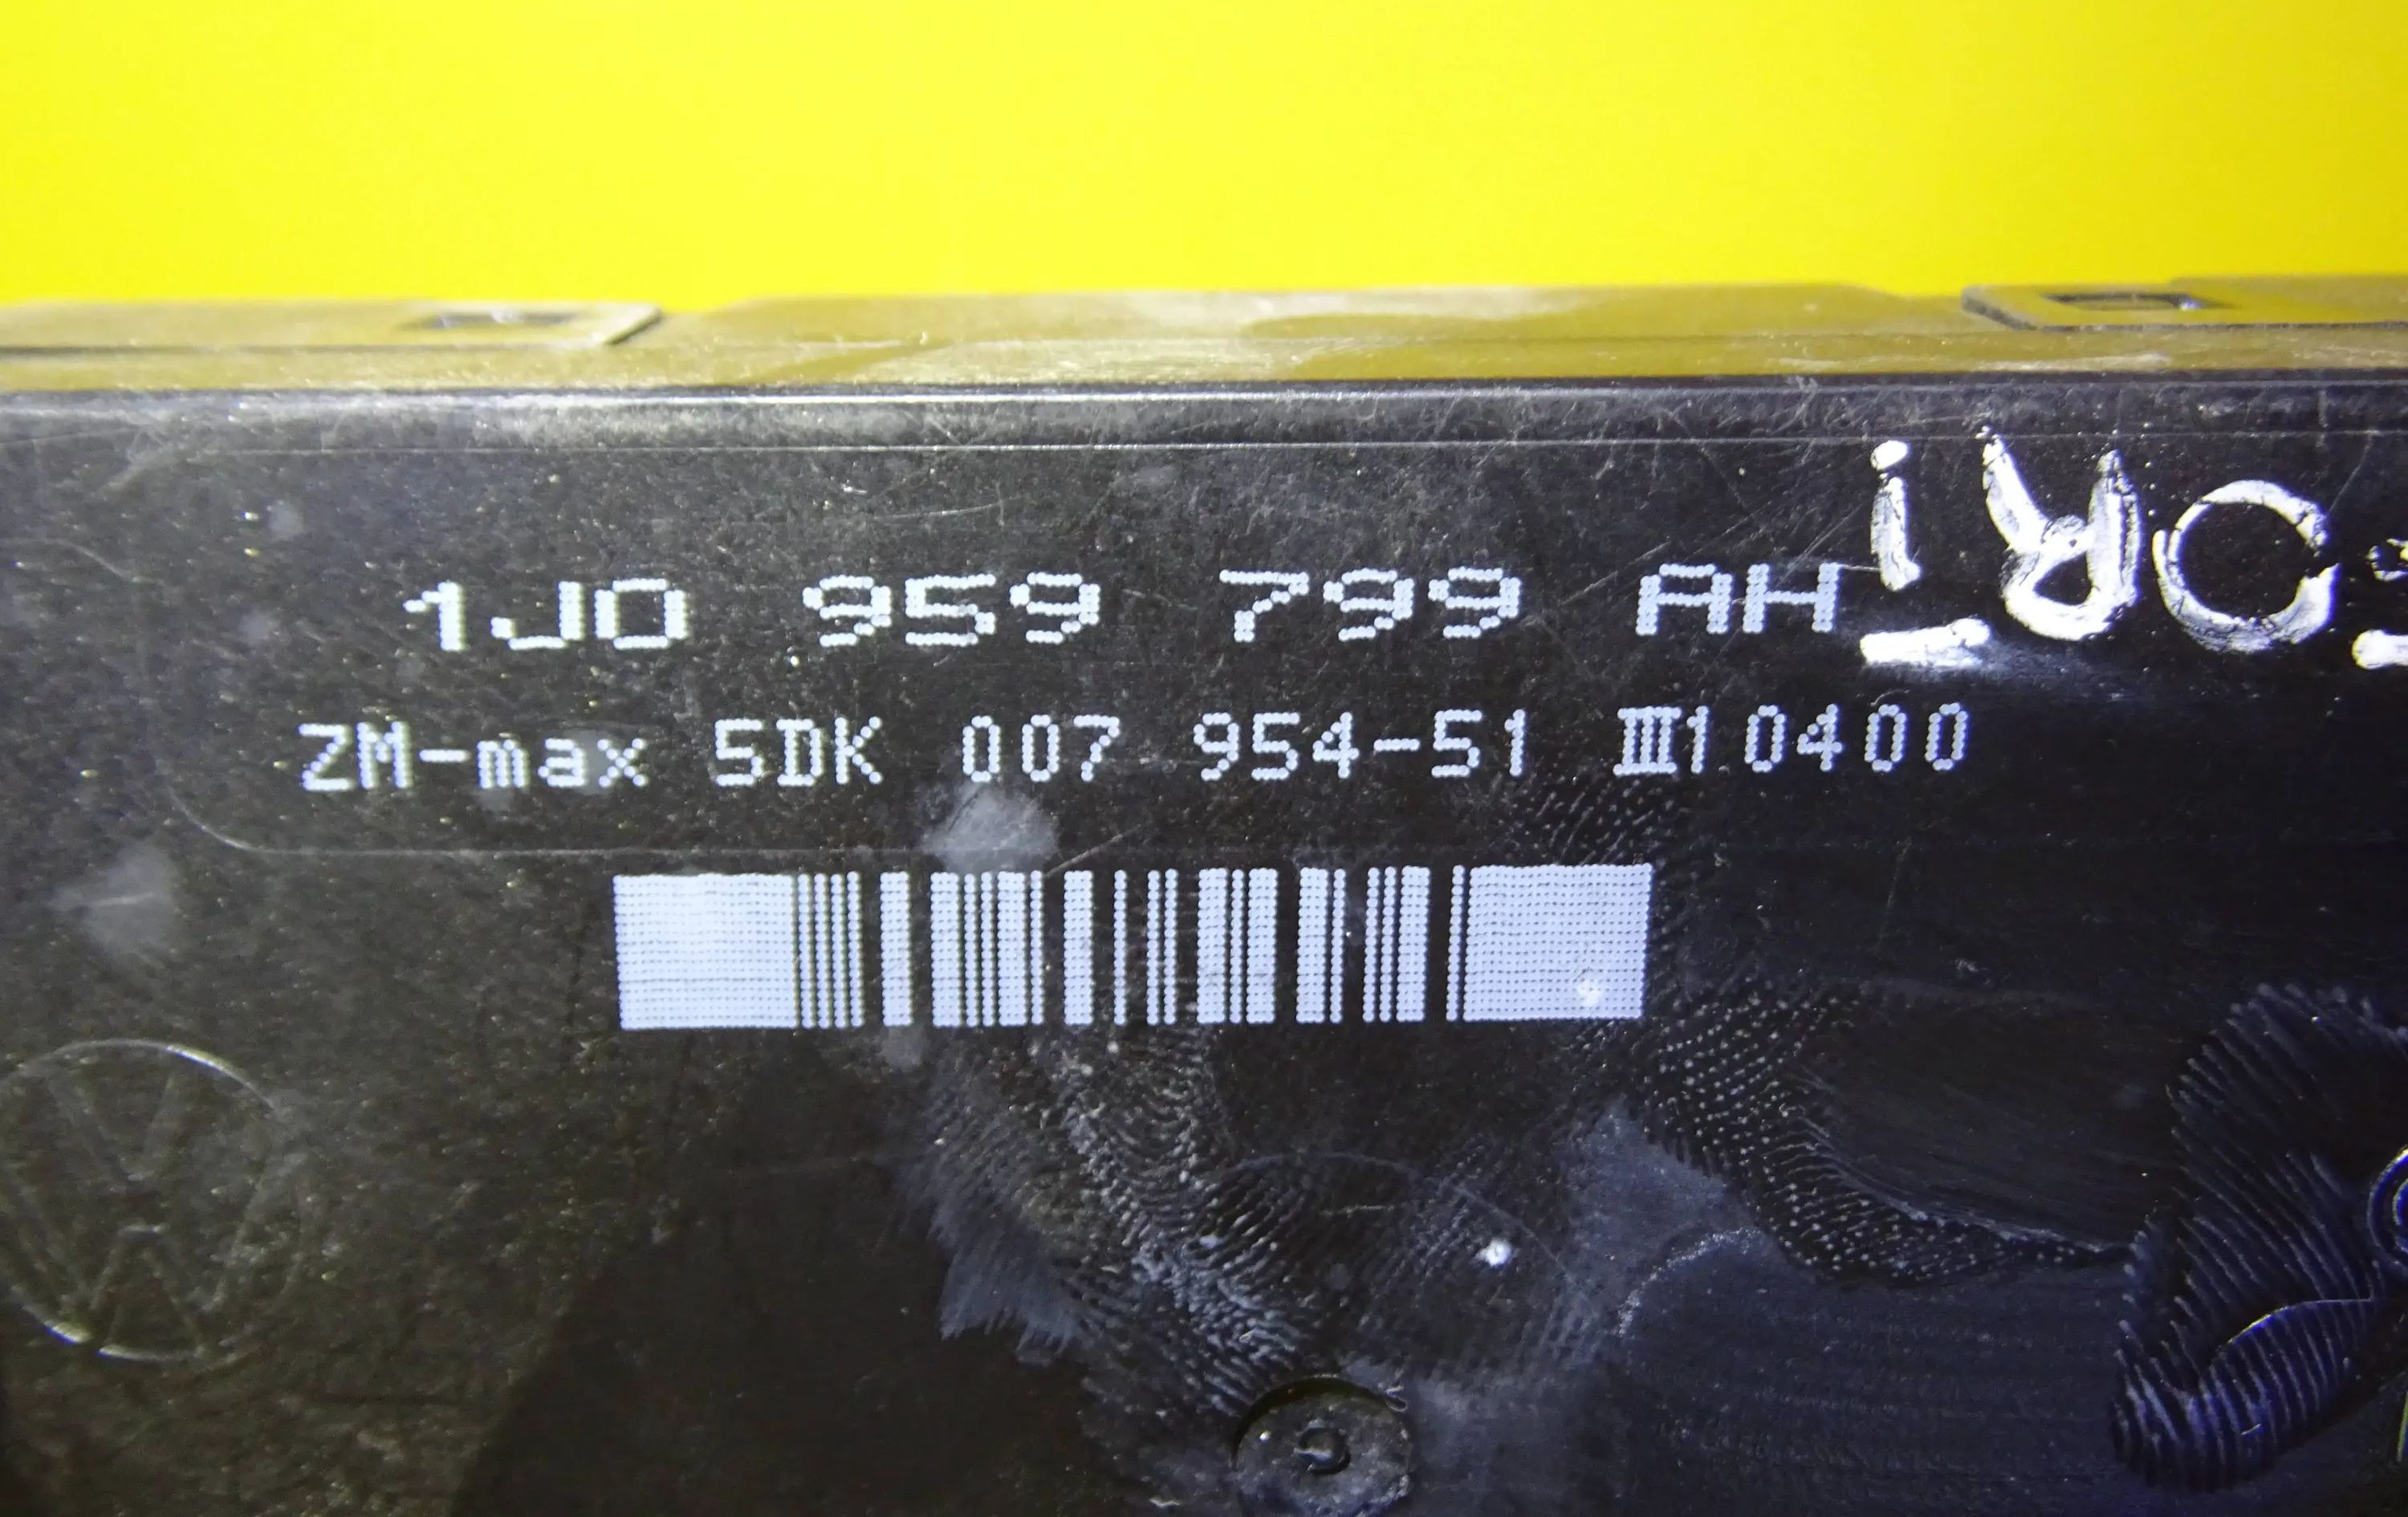 1J0 959 799 AH
ZM-max 5DK 007 954-51 III10400